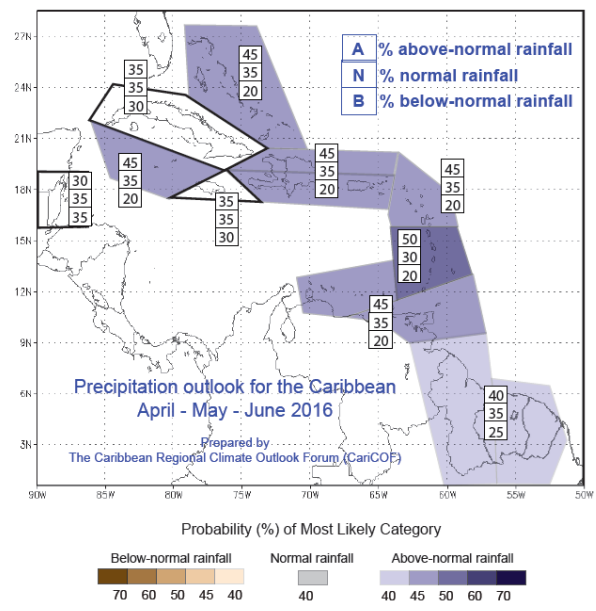 27N
24N
21N
18N
15N
12N
9N
6N
3N
A % above-normal rainfall
N % normal rainfall
B % below-normal rainfall
35
35
30
45
35
20
45
35
20
30
35
35
35
35
30
45
35
20
45
35
20
50
30
20
45
35
20
40
35
25
Precipitation outlook for the Caribbean
April - May - June 2016
Prepared by
The Caribbean Regional Climate Outlook Forum (CariCOF)
90W 85W 80W 75W 70W 65W 60W 55W 50W
Probability (%) of Most Likely Category
Below-normal rainfall Normal rainfall Above-normal rainfall
70 60 50 45 40 40 40 45 50 60 70